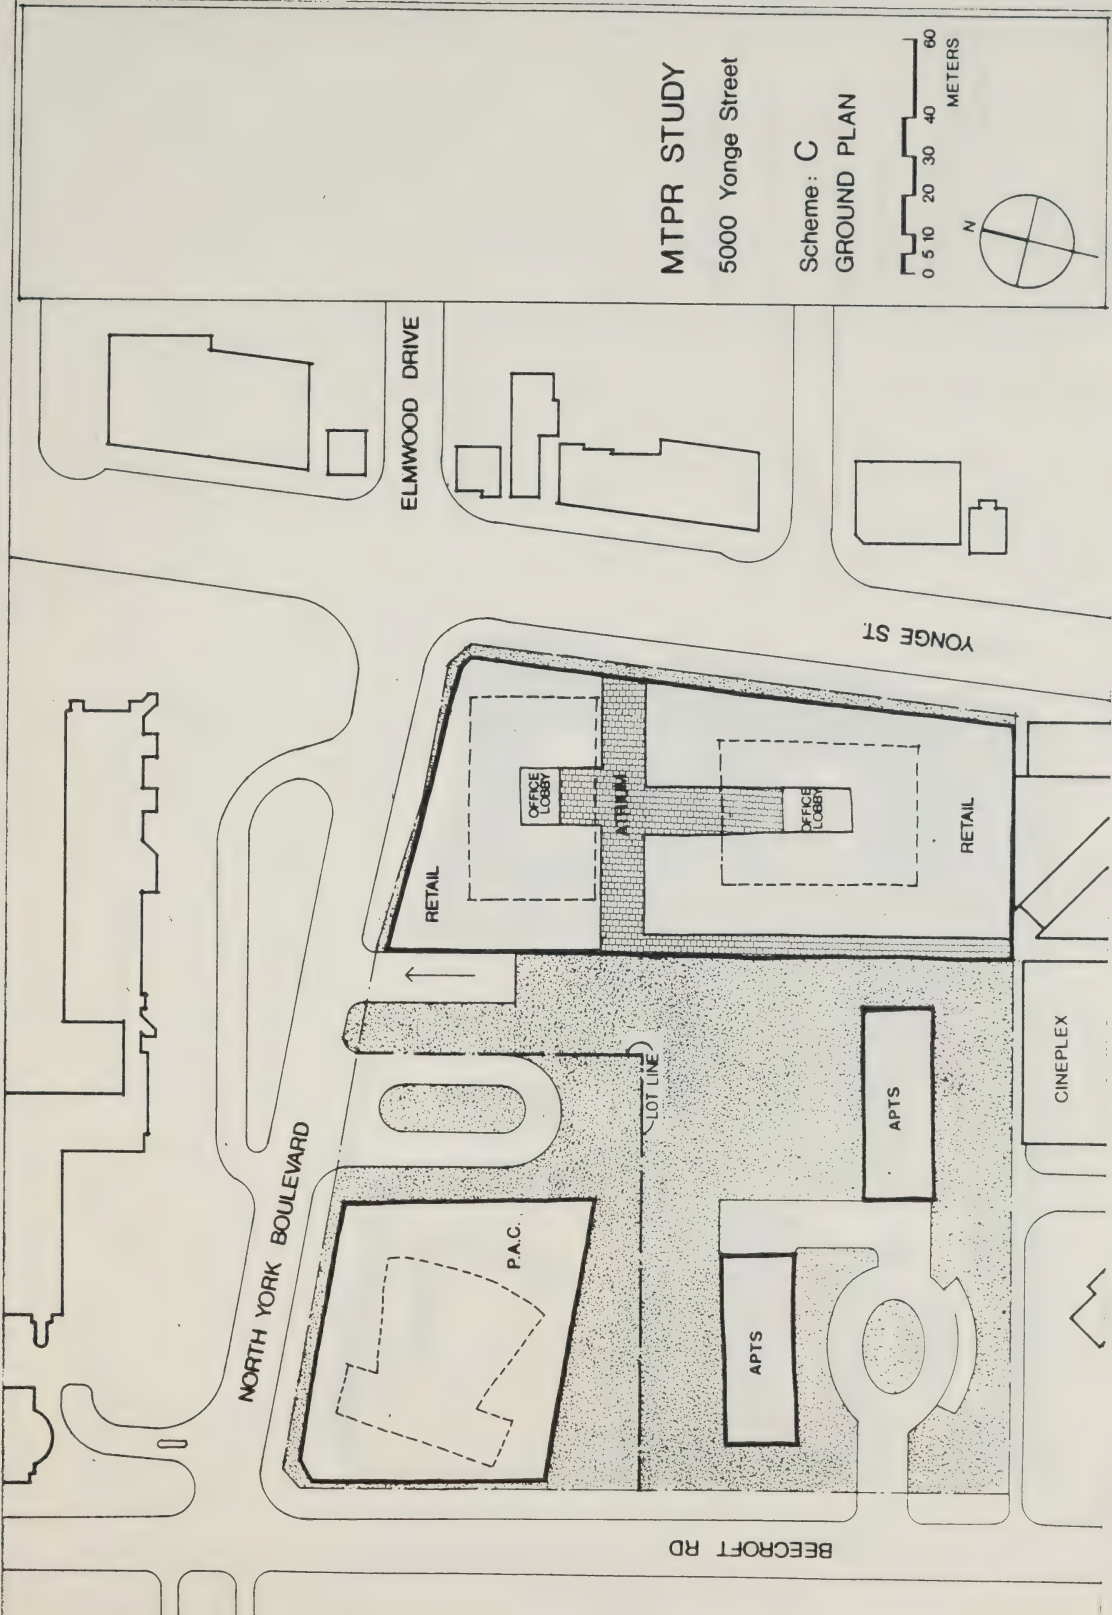 MTPR STUDY
5000 Yonge Street
Scheme: C
GROUND PLAN
0 5 10 20 30 40 60
METERS
N
ELMWOOD DRIVE
YONGE ST.
NORTH YORK BOULEVARD
BEECROFT RD
RETAIL
OFFICE
LOBBY
ATRIUM
OFFICE
LOBBY
RETAIL
LOT LINE
P.A.C.
APTS
APTS
CINEPLEX